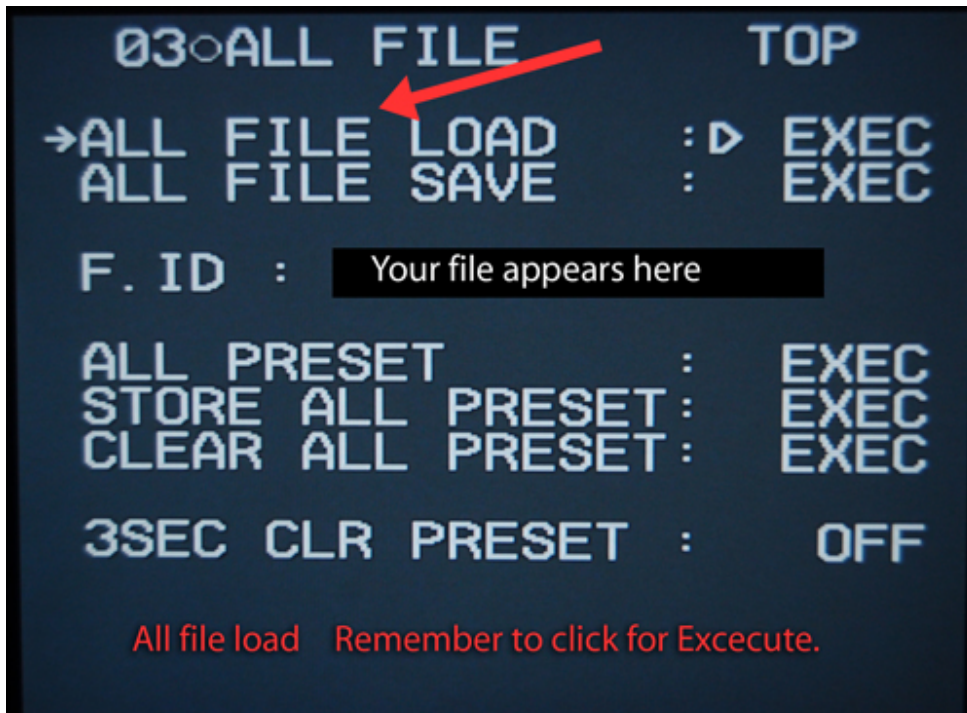 03○ALL FILE TOP
→ALL FILE LOAD :▷ EXEC
ALL FILE SAVE : EXEC
F.ID : Your file appears here
ALL PRESET : EXEC
STORE ALL PRESET: EXEC
CLEAR ALL PRESET: EXEC
3SEC CLR PRESET : OFF
All file load Remember to click for Excecute.